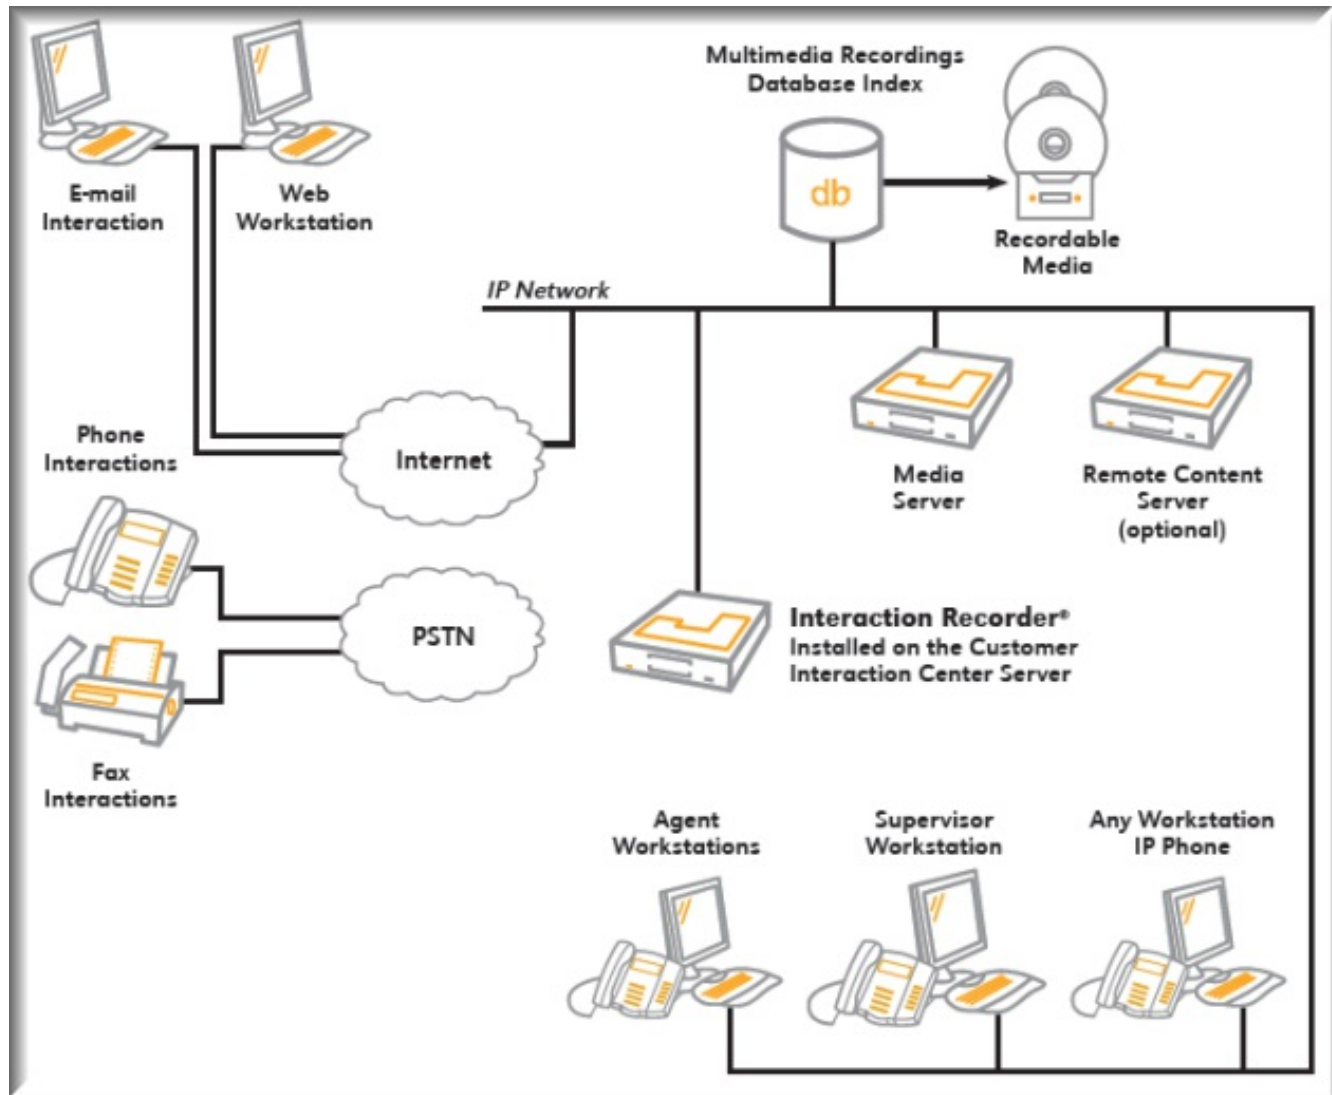 Multimedia Recordings
Database Index
db
E-mail
Interaction
Web
Workstation
Recordable
Media
IP Network
Phone
Interactions
Internet
Media
Server
Remote Content
Server
(optional)
PSTN
Interaction Recorder®
Installed on the Customer
Interaction Center Server
Fax
Interactions
Agent
Workstations
Supervisor
Workstation
Any Workstation
IP Phone